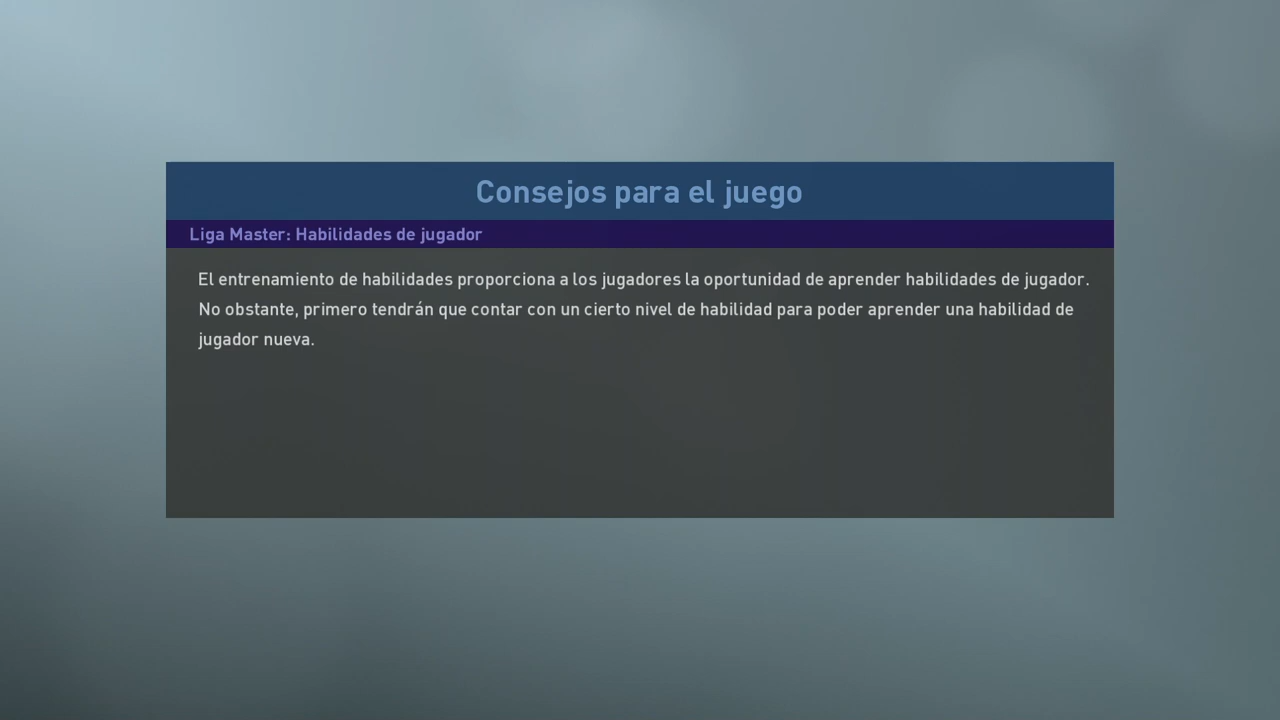 Consejos para el juego
Liga Master: Habilidades de jugador
El entrenamiento de habilidades proporciona a los jugadores la oportunidad de aprender habilidades de jugador.
No obstante, primero tendrán que contar con un cierto nivel de habilidad para poder aprender una habilidad de
jugador nueva.